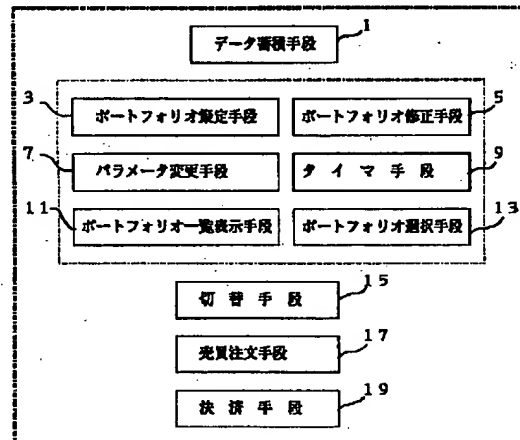 データ蓄積手段 1
3 ポートフォリオ策定手段 ポートフォリオ修正手段 5
7 パラメータ変更手段 タイマ手段 9
11 ポートフォリオ一覧表示手段 ポートフォリオ選択手段 13
切替手段 15
売買注文手段 17
決済手段 19